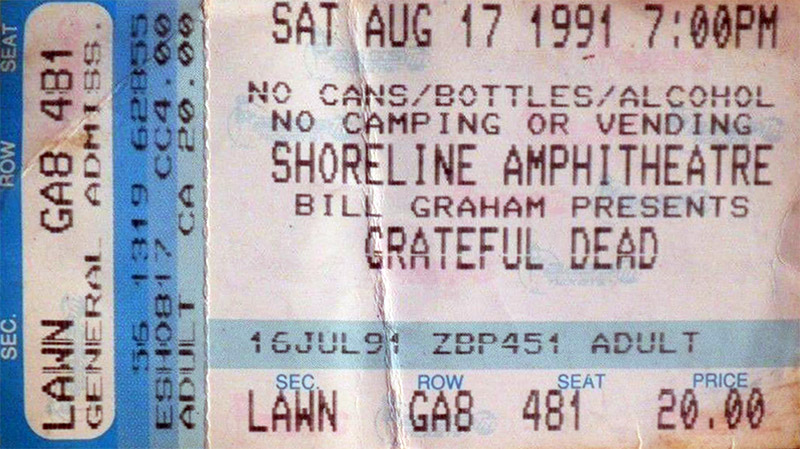 SEC. ROW SEAT
LAWN GA8 481
GENERAL ADMISS.
56 1319 62855
ES0817 CC4.00
ADULT CA 20.00
SAT AUG 17 1991 7:00PM
NO CANS/BOTTLES/ALCOHOL
NO CAMPING OR VENDING
SHORELINE AMPHITHEATRE
BILL GRAHAM PRESENTS
GRATEFUL DEAD
16JUL91 ZBP451 ADULT
SEC. ROW SEAT PRICE
LAWN GA8 481 20.00